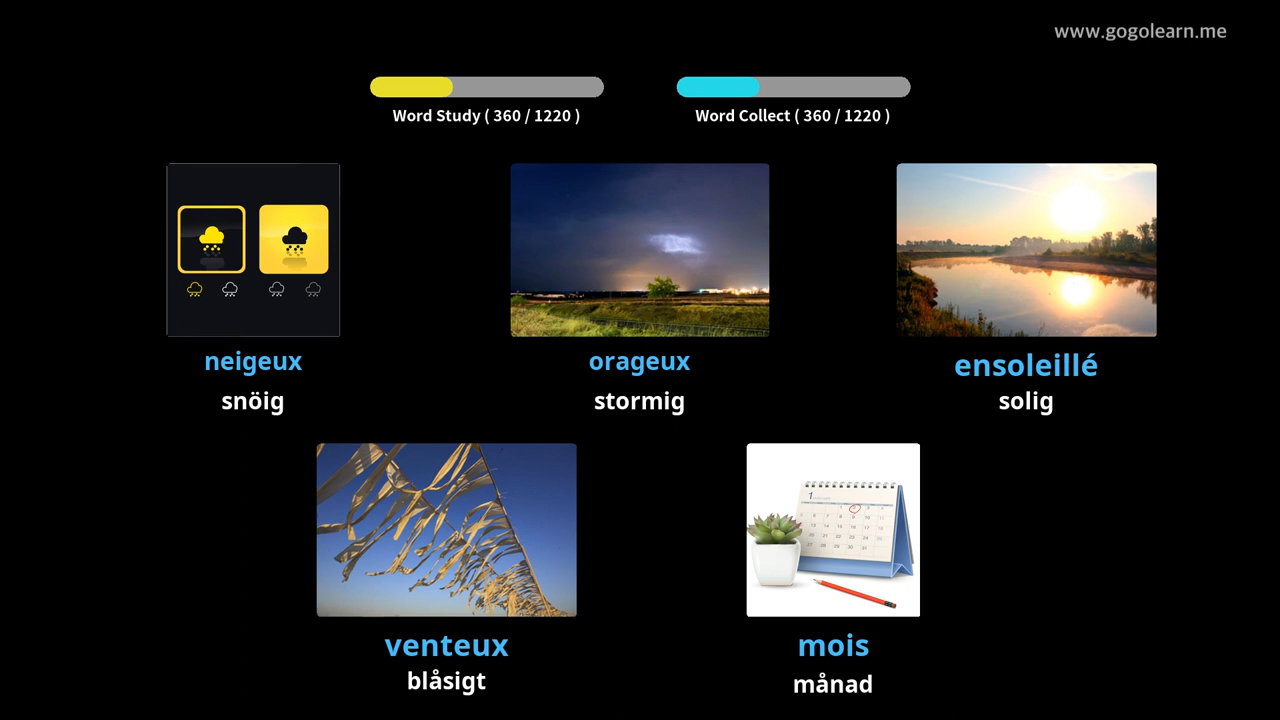 www.gogolearn.me
Word Study ( 360 / 1220 )
Word Collect ( 360 / 1220 )
neigeux
orageux
ensoleillé
snöig
stormig
solig
venteux
mois
blåsigt
månad